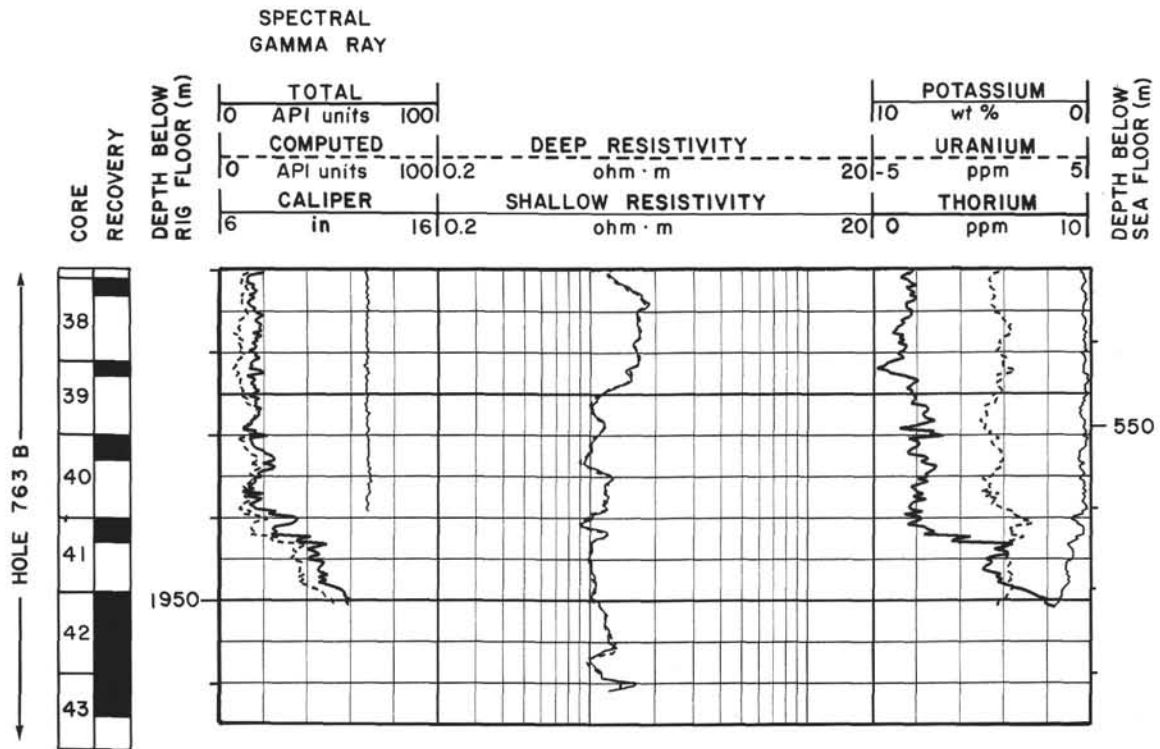 SPECTRAL
GAMMA RAY
CORE
RECOVERY
DEPTH BELOW
RIG FLOOR (m)
TOTAL
0 API units 100
COMPUTED
0 API units 100
CALIPER
6 in 16
DEEP RESISTIVITY
0.2 ohm·m 20
SHALLOW RESISTIVITY
0.2 ohm·m 20
POTASSIUM
10 wt % 0
URANIUM
-5 ppm 5
THORIUM
0 ppm 10
DEPTH BELOW
SEA FLOOR (m)
HOLE 763 B
38
39
40
41
42
43
1950
550